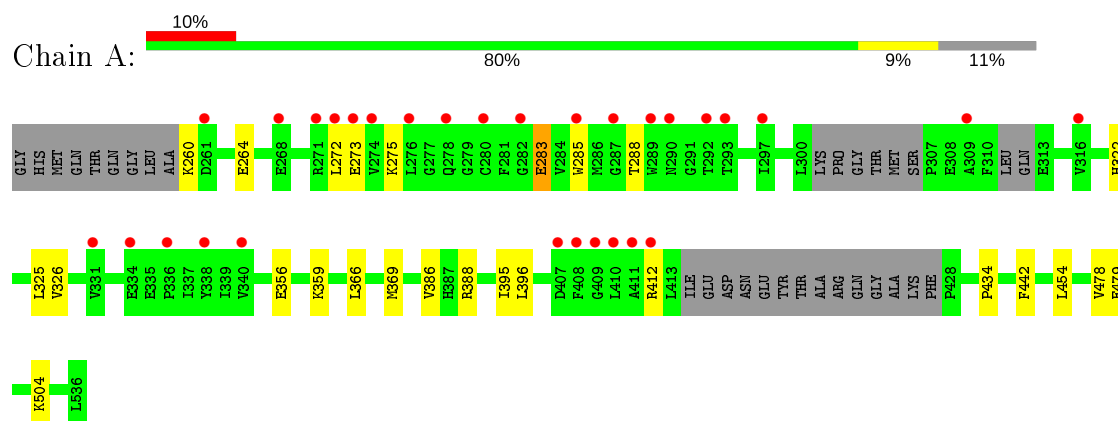 10%
Chain A:
80% 9% 11%
GLY HIS MET GLN THR GLN GLY LEU ALA K260 D261 E264 E268 R271 L272 E273 V274 K275 L276 G277 Q278 G279 C280 F281 G282 E283 V284 W285 M286 G287 T288 W289 N290 G291 T292 T293 I297 L300 LYS PRO GLY THR MET SER P307 E308 A309 F310 LEU GLN E313 V316 H322
L325 V326 V331 E334 E335 P336 I337 Y338 I339 V340 E356 K359 L366 M369 V386 H387 R388 I395 L396 D407 F408 G409 L410 A411 R412 L413 ILE GLU ASP ASN GLU TYR THR ALA ARG GLN GLY ALA LYS PHE P428 P434 F442 L454 V478
K504 L536